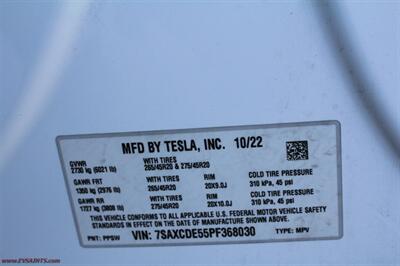 MFD BY TESLA, INC. 10/22
GVWR WITH TIRES
2730 kg (6021 lb) 265/45R20 & 275/45R20
GAWR FRT WITH TIRES RIM COLD TIRE PRESSURE
1350 kg (2976 lb) 265/45R20 20X9.0J 310 kPa, 45 psi
GAWR RR WITH TIRES RIM COLD TIRE PRESSURE
1727 kg (3808 lb) 275/45R20 20X10.0J 310 kPa, 45 psi
THIS VEHICLE CONFORMS TO ALL APPLICABLE U.S. FEDERAL MOTOR VEHICLE SAFETY
STANDARDS IN EFFECT ON THE DATE OF MANUFACTURE SHOWN ABOVE.
PNT: PPSW VIN: 7SAXCDE55PF368030 TYPE: MPV
www.EVSAUTS.com